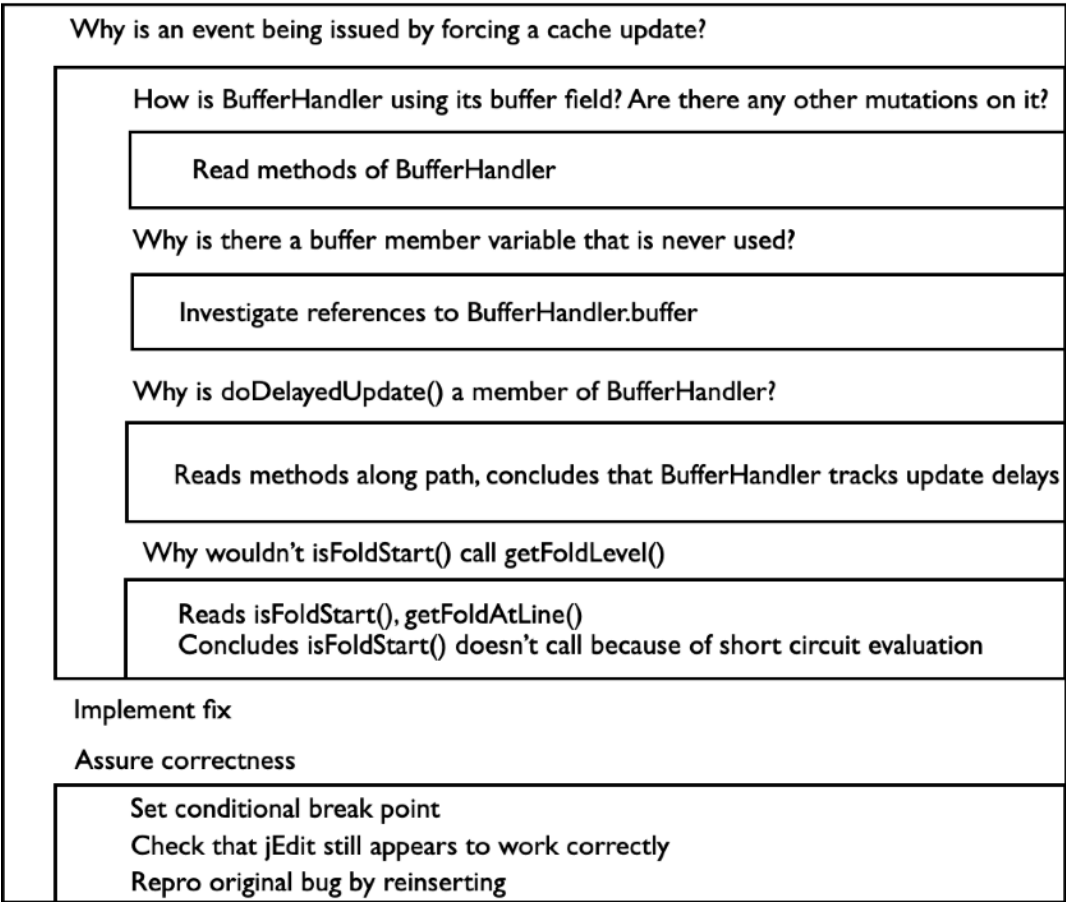 Why is an event being issued by forcing a cache update?
How is BufferHandler using its buffer field? Are there any other mutations on it?
Read methods of BufferHandler
Why is there a buffer member variable that is never used?
Investigate references to BufferHandler.buffer
Why is doDelayedUpdate() a member of BufferHandler?
Reads methods along path, concludes that BufferHandler tracks update delays
Why wouldn't isFoldStart() call getFoldLevel()
Reads isFoldStart(), getFoldAtLine()
Concludes isFoldStart() doesn't call because of short circuit evaluation
Implement fix
Assure correctness
Set conditional break point
Check that jEdit still appears to work correctly
Repro original bug by reinserting